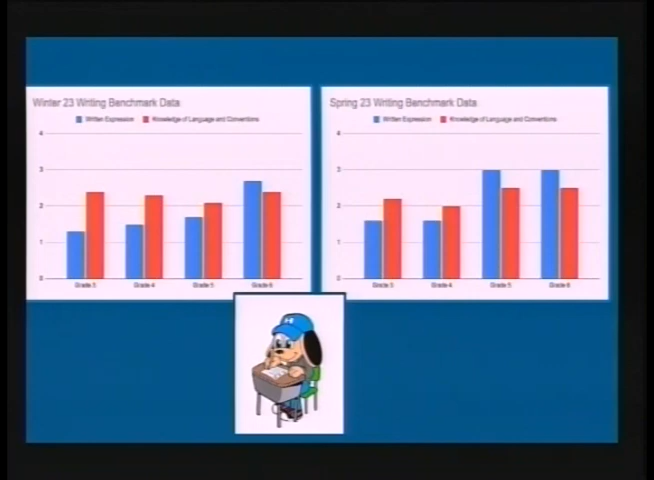 Winter 23 Writing Benchmark Data
Written Expression Knowledge of Language and Conventions
4
3
2
1
0
Grade 3 Grade 4 Grade 5 Grade 6
Spring 23 Writing Benchmark Data
Written Expression Knowledge of Language and Conventions
4
3
2
1
0
Grade 3 Grade 4 Grade 5 Grade 6
H